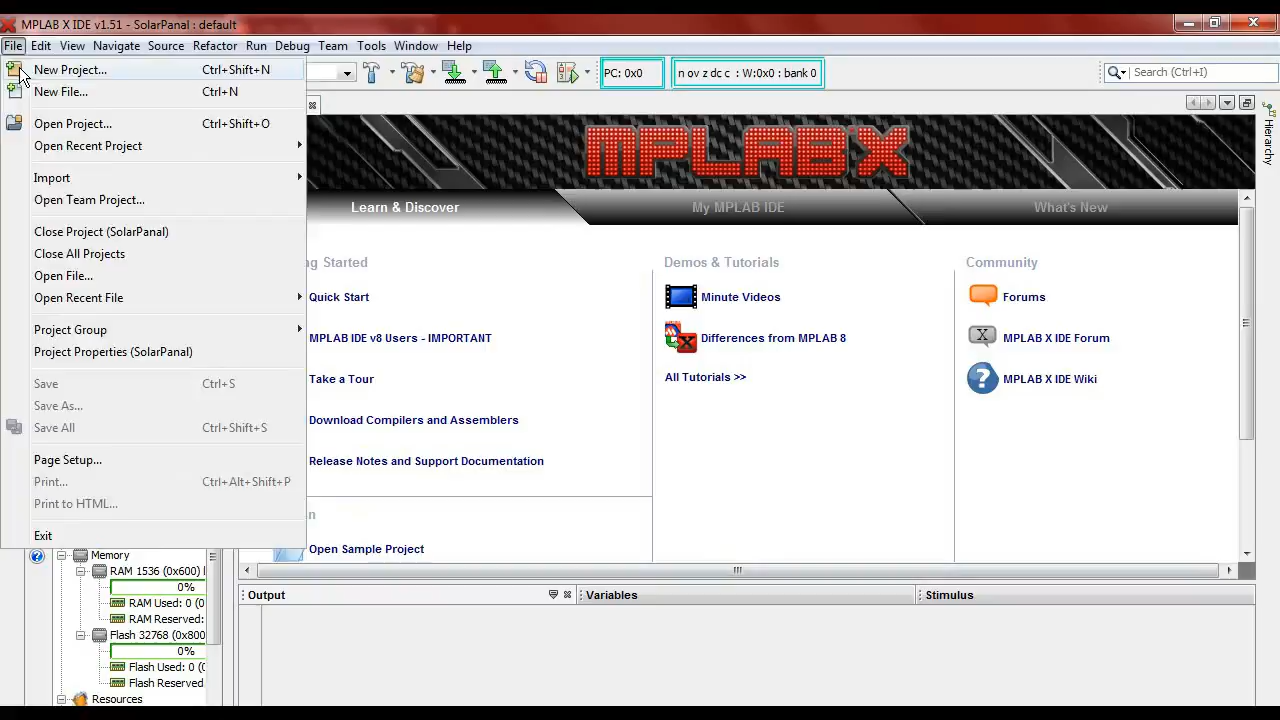 MPLAB X IDE v1.51 - SolarPanal : default
File Edit View Navigate Source Refactor Run Debug Team Tools Window Help
New Project... Ctrl+Shift+N
PC: 0x0
n ov z dc c : W:0x0 : bank 0
Search (Ctrl+I)
New File... Ctrl+N
Open Project... Ctrl+Shift+O
Open Recent Project
Import
Open Team Project...
Close Project (SolarPanal)
Close All Projects
Open File...
Open Recent File
Project Group
Project Properties (SolarPanal)
Save Ctrl+S
Save As...
Save All Ctrl+Shift+S
Page Setup...
Print... Ctrl+Alt+Shift+P
Print to HTML...
Exit
MPLAB X
Hierarchy
Learn & Discover
My MPLAB IDE
What's New
ng Started
Quick Start
MPLAB IDE v8 Users - IMPORTANT
Take a Tour
Download Compilers and Assemblers
Release Notes and Support Documentation
Demos & Tutorials
Minute Videos
Differences from MPLAB 8
All Tutorials >>
Community
Forums
MPLAB X IDE Forum
MPLAB X IDE Wiki
n
Open Sample Project
Memory
RAM 1536 (0x600)
0%
RAM Used: 0 (0
RAM Reserved:
Flash 32768 (0x800
0%
Flash Used: 0 (
Flash Reserved
Resources
Output
Variables
Stimulus